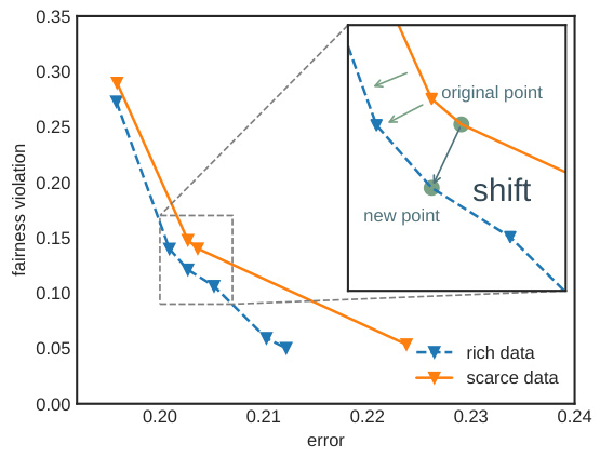 0.35
0.30
0.25
0.20
0.15
0.10
0.05
0.00
fairness violation
original point
shift
new point
rich data
scarce data
0.20
0.21
0.22
0.23
0.24
error